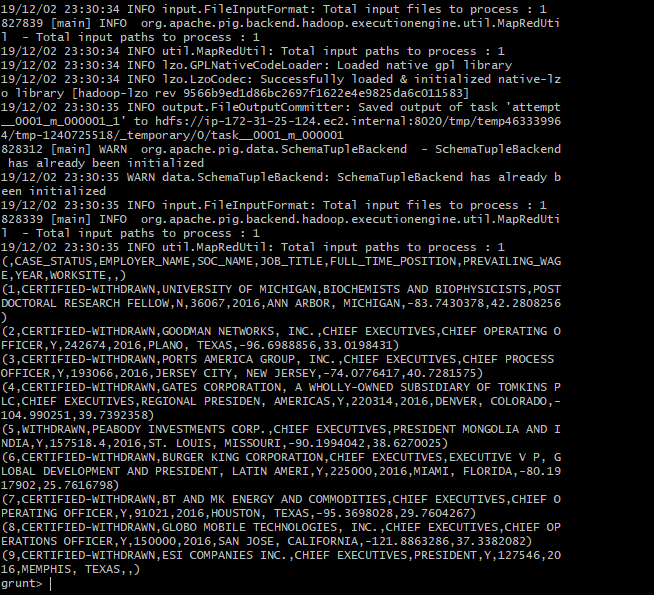 19/12/02 23:30:34 INFO input.FileInputFormat: Total input files to process : 1
827839 [main] INFO  org.apache.pig.backend.hadoop.executionengine.util.MapRedUti
l  - Total input paths to process : 1
19/12/02 23:30:34 INFO util.MapRedUtil: Total input paths to process : 1
19/12/02 23:30:34 INFO lzo.GPLNativeCodeLoader: Loaded native gpl library
19/12/02 23:30:34 INFO lzo.LzoCodec: Successfully loaded & initialized native-lz
o library [hadoop-lzo rev 9566b9ed1d86bc2697f1622e4e9825da6c011583]
19/12/02 23:30:35 INFO output.FileOutputCommitter: Saved output of task 'attempt
__0001_m_000001_1' to hdfs://ip-172-31-25-124.ec2.internal:8020/tmp/temp46333996
4/tmp-1240725518/_temporary/0/task__0001_m_000001
828312 [main] WARN  org.apache.pig.data.SchemaTupleBackend  - SchemaTupleBackend
 has already been initialized
19/12/02 23:30:35 WARN data.SchemaTupleBackend: SchemaTupleBackend has already b
een initialized
19/12/02 23:30:35 INFO input.FileInputFormat: Total input files to process : 1
828339 [main] INFO  org.apache.pig.backend.hadoop.executionengine.util.MapRedUti
l  - Total input paths to process : 1
19/12/02 23:30:35 INFO util.MapRedUtil: Total input paths to process : 1
(,CASE_STATUS,EMPLOYER_NAME,SOC_NAME,JOB_TITLE,FULL_TIME_POSITION,PREVAILING_WAG
E,YEAR,WORKSITE,,)
(1,CERTIFIED-WITHDRAWN,UNIVERSITY OF MICHIGAN,BIOCHEMISTS AND BIOPHYSICISTS,POST
DOCTORAL RESEARCH FELLOW,N,36067,2016,ANN ARBOR, MICHIGAN,-83.7430378,42.2808256
)
(2,CERTIFIED-WITHDRAWN,GOODMAN NETWORKS, INC.,CHIEF EXECUTIVES,CHIEF OPERATING O
FFICER,Y,242674,2016,PLANO, TEXAS,-96.6988856,33.0198431)
(3,CERTIFIED-WITHDRAWN,PORTS AMERICA GROUP, INC.,CHIEF EXECUTIVES,CHIEF PROCESS
OFFICER,Y,193066,2016,JERSEY CITY, NEW JERSEY,-74.0776417,40.7281575)
(4,CERTIFIED-WITHDRAWN,GATES CORPORATION, A WHOLLY-OWNED SUBSIDIARY OF TOMKINS P
LC,CHIEF EXECUTIVES,REGIONAL PRESIDEN, AMERICAS,Y,220314,2016,DENVER, COLORADO,-
104.990251,39.7392358)
(5,WITHDRAWN,PEABODY INVESTMENTS CORP.,CHIEF EXECUTIVES,PRESIDENT MONGOLIA AND I
NDIA,Y,157518.4,2016,ST. LOUIS, MISSOURI,-90.1994042,38.6270025)
(6,CERTIFIED-WITHDRAWN,BURGER KING CORPORATION,CHIEF EXECUTIVES,EXECUTIVE V P, G
LOBAL DEVELOPMENT AND PRESIDENT, LATIN AMERI,Y,225000,2016,MIAMI, FLORIDA,-80.19
17902,25.7616798)
(7,CERTIFIED-WITHDRAWN,BT AND MK ENERGY AND COMMODITIES,CHIEF EXECUTIVES,CHIEF O
PERATING OFFICER,Y,91021,2016,HOUSTON, TEXAS,-95.3698028,29.7604267)
(8,CERTIFIED-WITHDRAWN,GLOBO MOBILE TECHNOLOGIES, INC.,CHIEF EXECUTIVES,CHIEF OP
ERATIONS OFFICER,Y,150000,2016,SAN JOSE, CALIFORNIA,-121.8863286,37.3382082)
(9,CERTIFIED-WITHDRAWN,ESI COMPANIES INC.,CHIEF EXECUTIVES,PRESIDENT,Y,127546,20
16,MEMPHIS, TEXAS,,)
grunt>